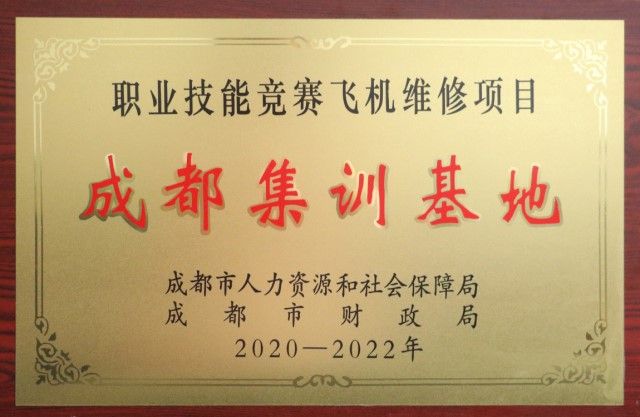 职业技能竞赛飞机维修项目
成都集训基地
成都市人力资源和社会保障局
成都市财政局
2020—2022年